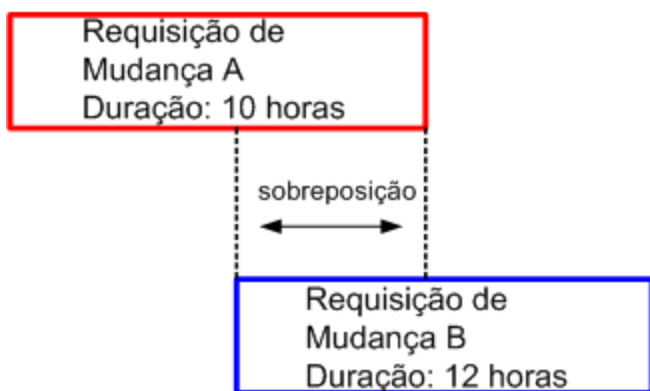 Requisição de
Mudança A
Duração: 10 horas
sobreposição
Requisição de
Mudança B
Duração: 12 horas